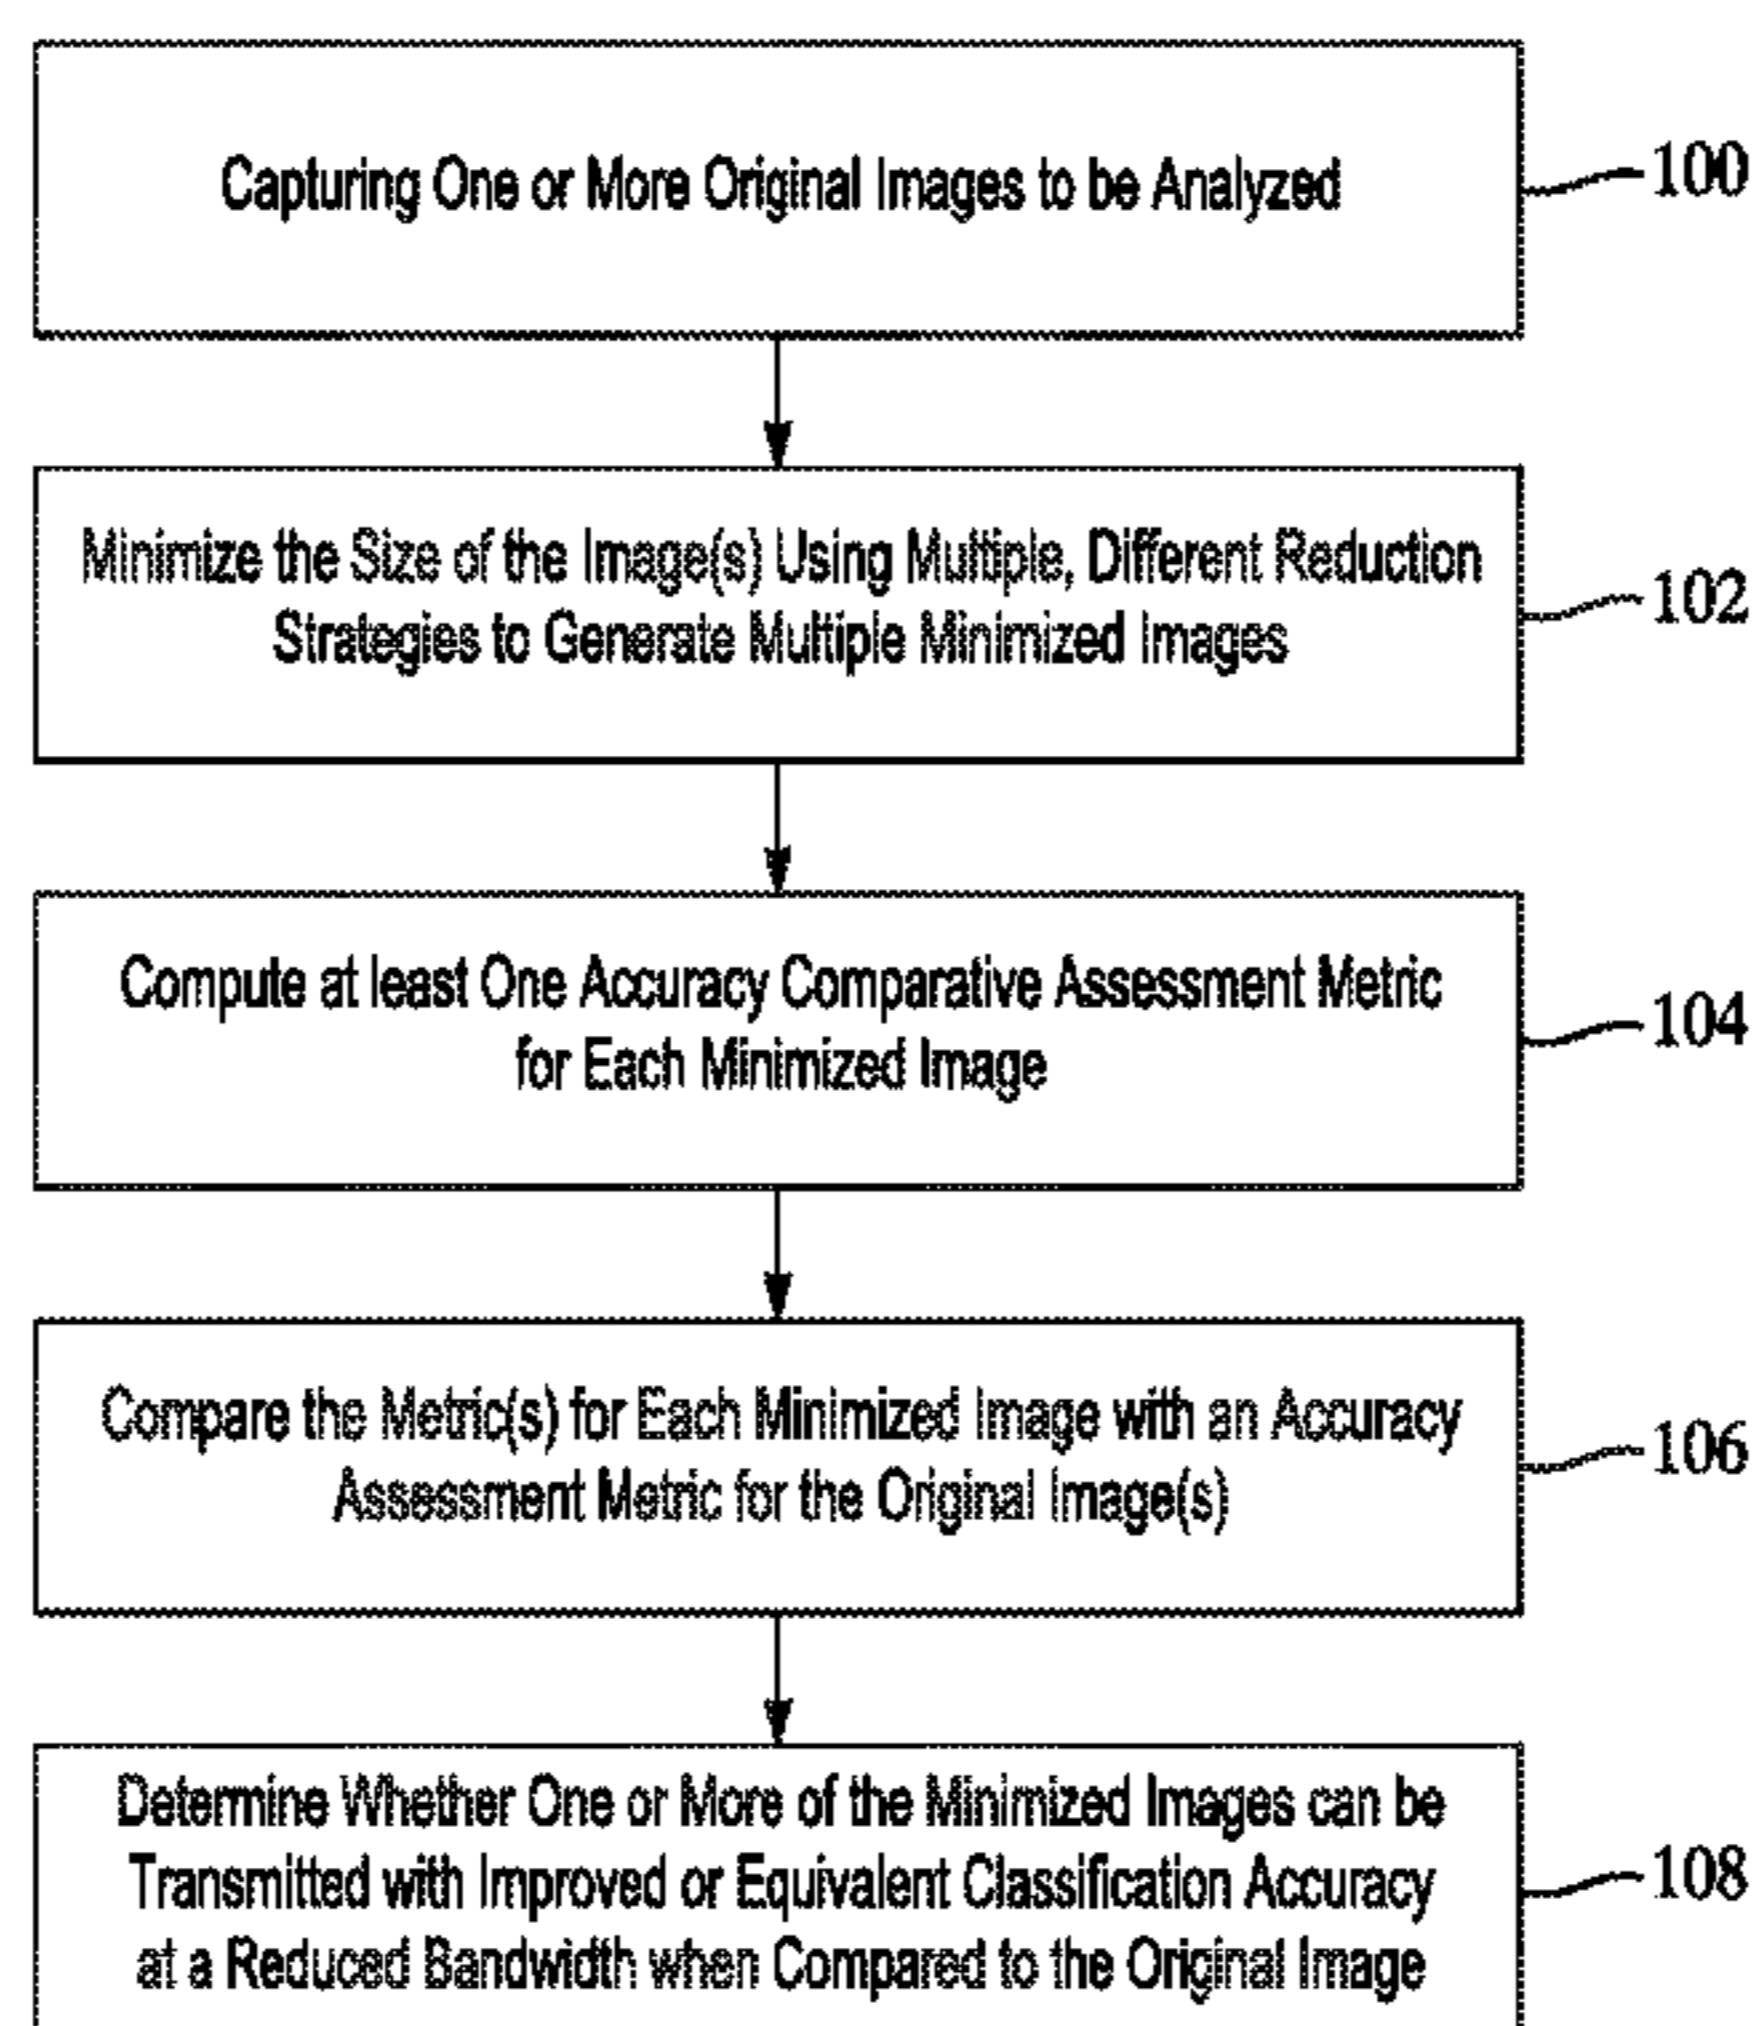 Capturing One or More Original Images to be Analyzed
100
Minimize the Size of the Image(s) Using Multiple, Different Reduction
Strategies to Generate Multiple Minimized Images
102
Compute at least One Accuracy Comparative Assessment Metric
for Each Minimized Image
104
Compare the Metric(s) for Each Minimized Image with an Accuracy
Assessment Metric for the Original Image(s)
106
Determine Whether One or More of the Minimized Images can be
Transmitted with Improved or Equivalent Classification Accuracy
at a Reduced Bandwidth when Compared to the Original Image
108